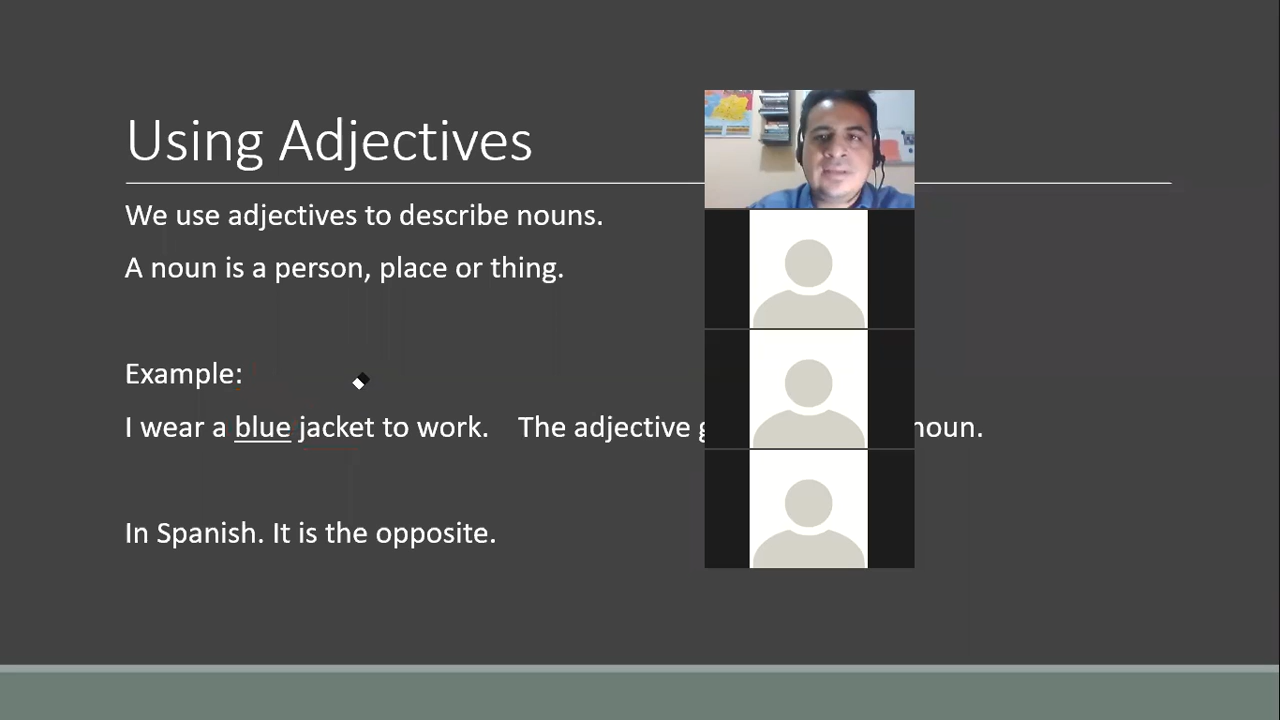 Using Adjectives
We use adjectives to describe nouns.
A noun is a person, place or thing.
Example:
I wear a blue jacket to work. The adjective noun.
In Spanish. It is the opposite.